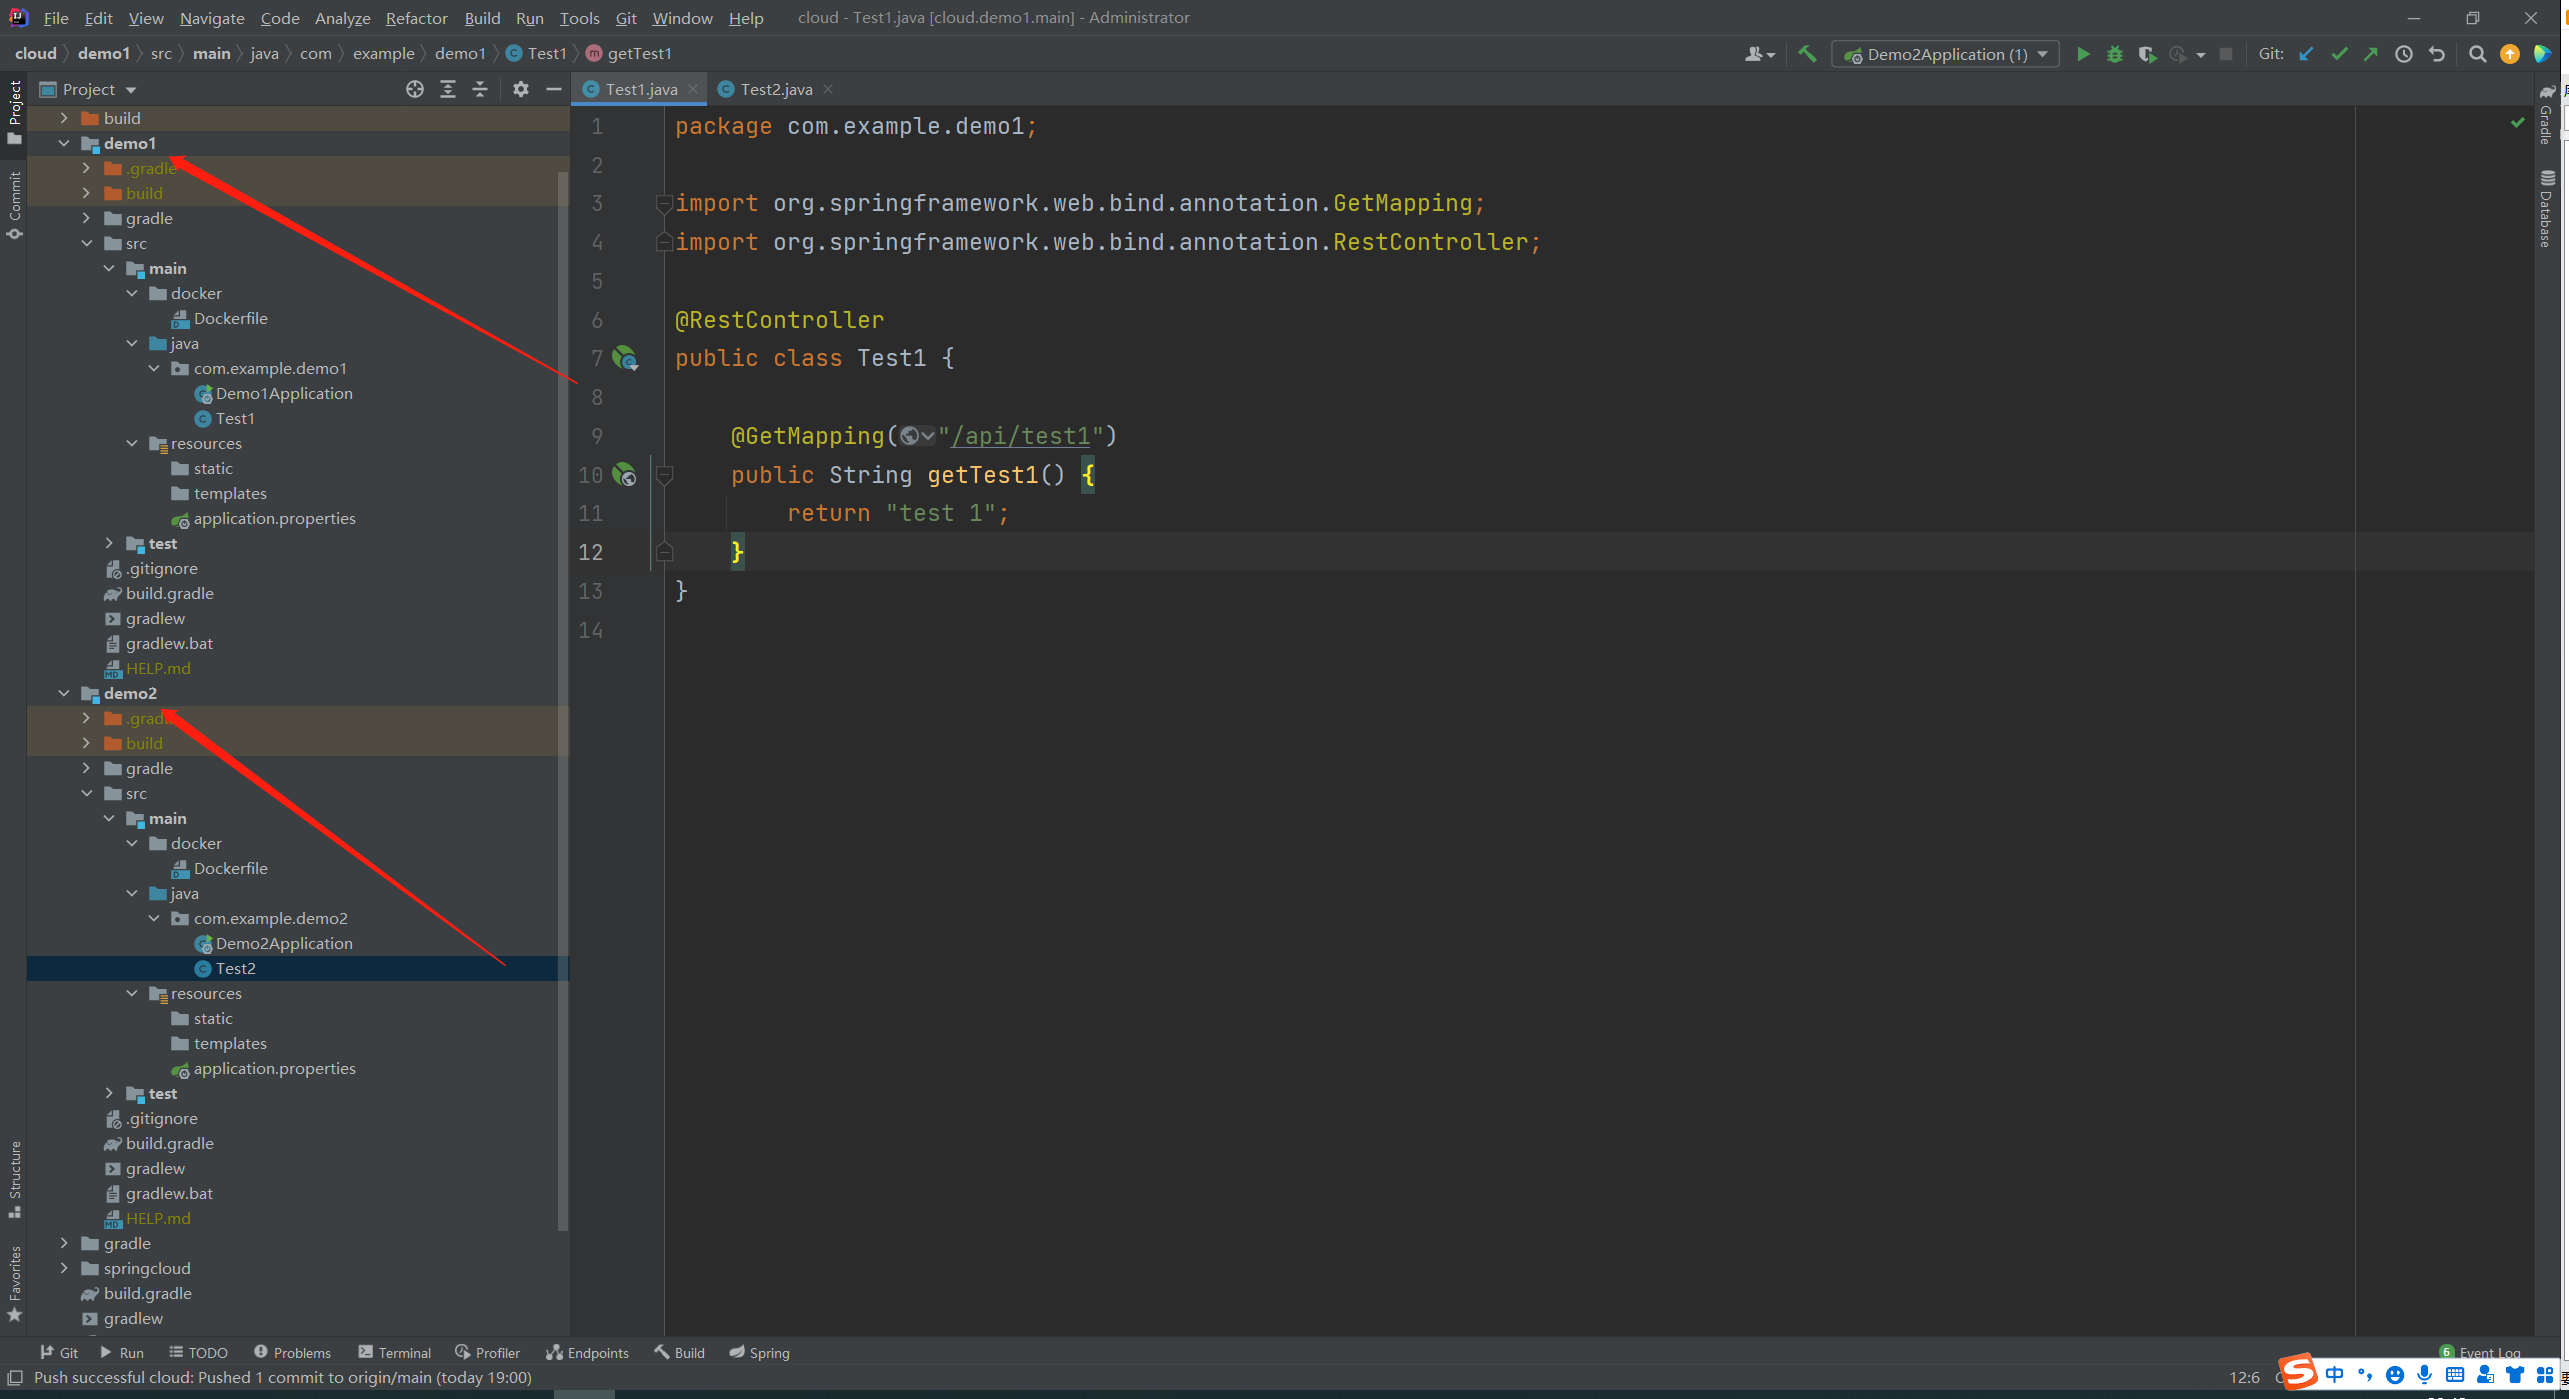 File Edit View Navigate Code Analyze Refactor Build Run Tools Git Window Help cloud - Test1.java [cloud.demo1.main] - Administrator
cloud demo1 src main java com example demo1 Test1 getTest1 Demo2Application (1) Git:
Project
Test1.java Test2.java
Project
Commit
Structure
Favorites
build
demo1
.gradle
build
gradle
src
main
docker
Dockerfile
java
com.example.demo1
Demo1Application
Test1
resources
static
templates
application.properties
test
.gitignore
build.gradle
gradlew
gradlew.bat
HELP.md
demo2
build
gradle
src
main
docker
Dockerfile
java
com.example.demo2
Demo2Application
Test2
resources
static
templates
application.properties
test
.gitignore
build.gradle
gradlew
gradlew.bat
HELP.md
gradle
springcloud
build.gradle
gradlew
1 package com.example.demo1;
2
3 import org.springframework.web.bind.annotation.GetMapping;
4 import org.springframework.web.bind.annotation.RestController;
5
6 @RestController
7 public class Test1 {
8
9 @GetMapping("/api/test1")
10 public String getTest1() {
11 return "test 1";
12 }
13 }
14
Gradle
Database
Git Run TODO Problems Terminal Profiler Endpoints Build Spring 6 Event Log
Push successful cloud: Pushed 1 commit to origin/main (today 19:00) 12:6 中